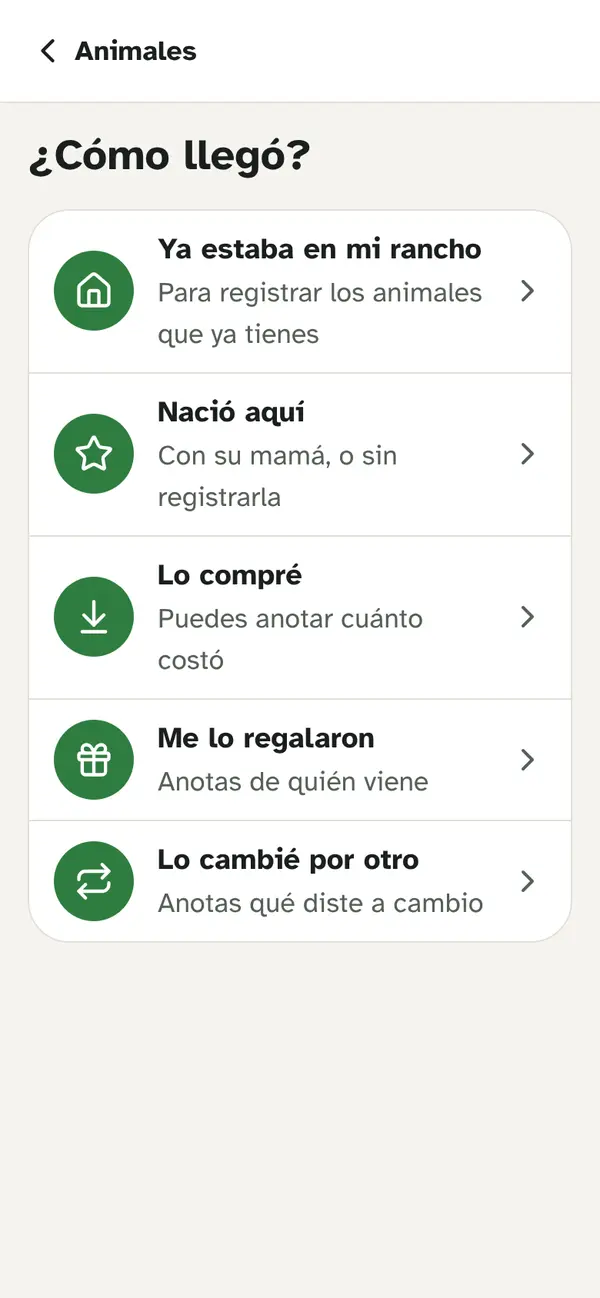 Animales
¿Cómo llegó?
Ya estaba en mi rancho
Para registrar los animales
que ya tienes
Nació aquí
Con su mamá, o sin
registrarla
Lo compré
Puedes anotar cuánto
costó
Me lo regalaron
Anotas de quién viene
Lo cambié por otro
Anotas qué diste a cambio